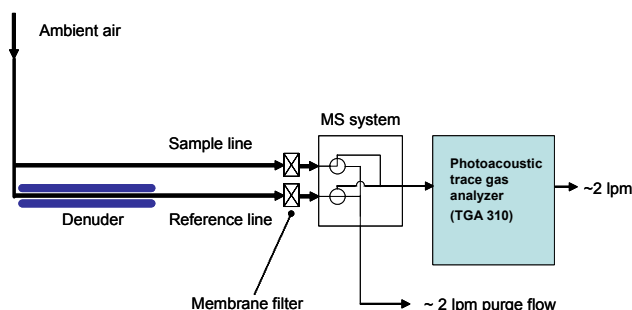 Ambient air
MS system
Sample line
Photoacoustic
trace gas
analyzer
(TGA 310)
~2 lpm
Denuder
Reference line
Membrane filter
~ 2 lpm purge flow